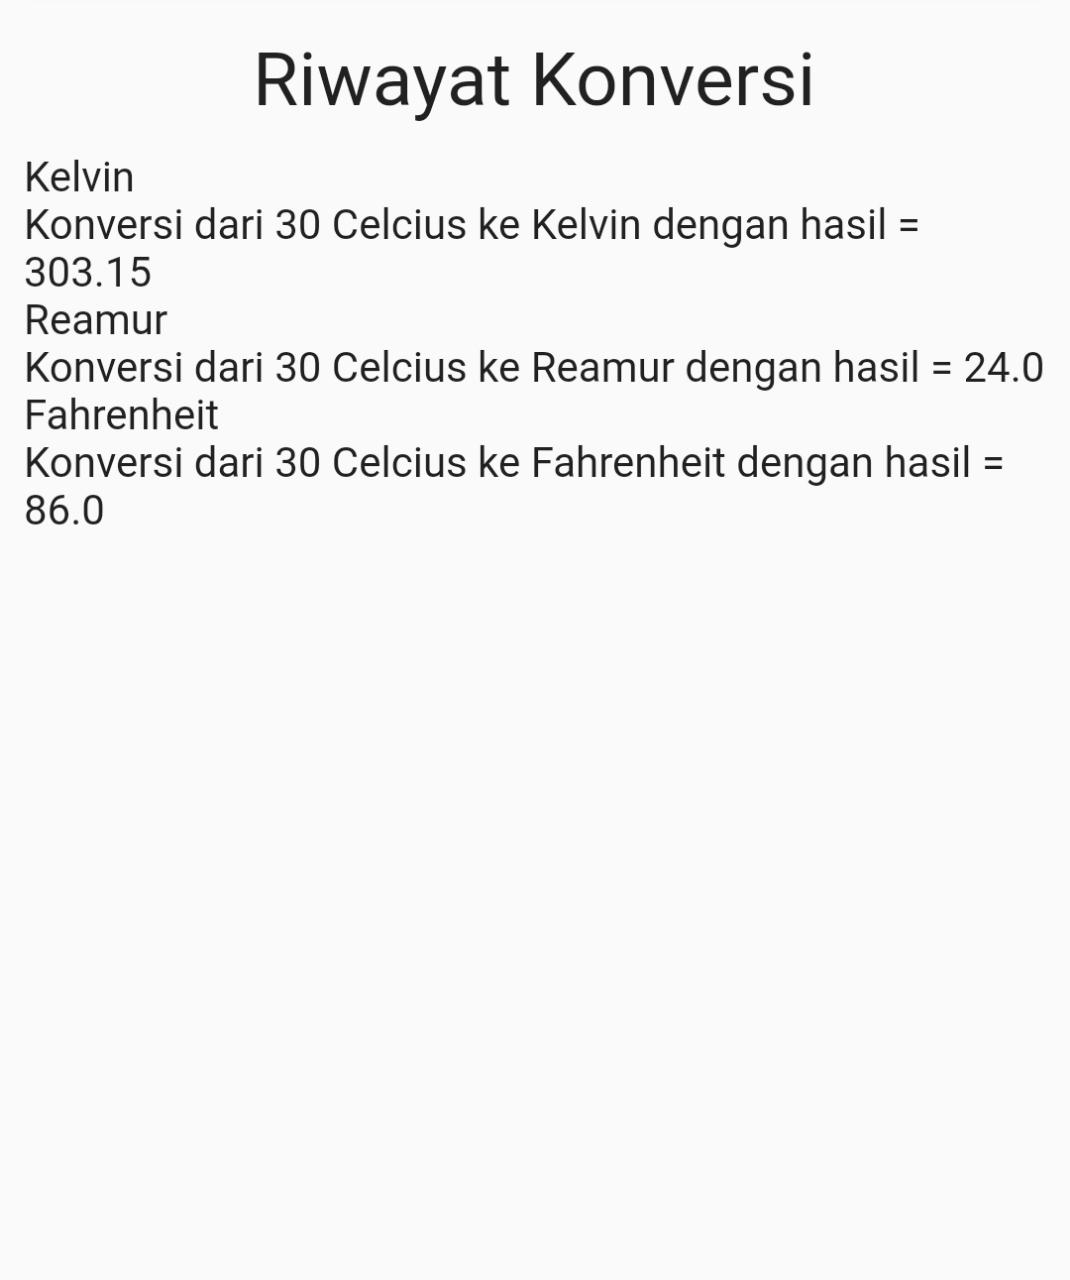 Riwayat Konversi
Kelvin
Konversi dari 30 Celcius ke Kelvin dengan hasil =
303.15
Reamur
Konversi dari 30 Celcius ke Reamur dengan hasil = 24.0
Fahrenheit
Konversi dari 30 Celcius ke Fahrenheit dengan hasil =
86.0